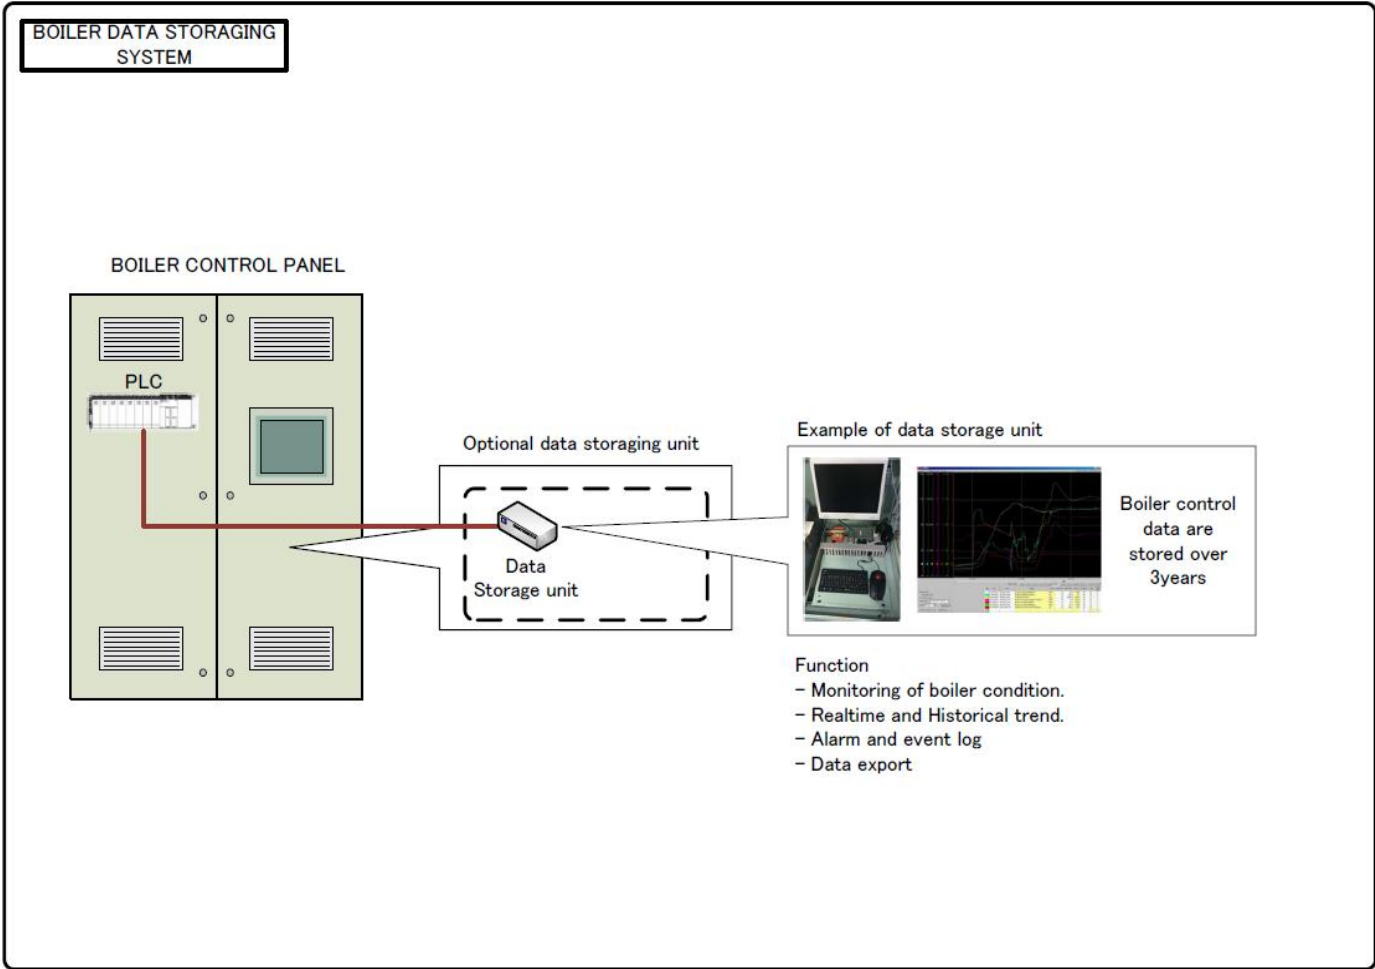 BOILER DATA STORAGING
SYSTEM
BOILER CONTROL PANEL
PLC
Optional data storaging unit
Data
Storage unit
Example of data storage unit
Boiler control
data are
stored over
3years
Function
- Monitoring of boiler condition.
- Realtime and Historical trend.
- Alarm and event log
- Data export